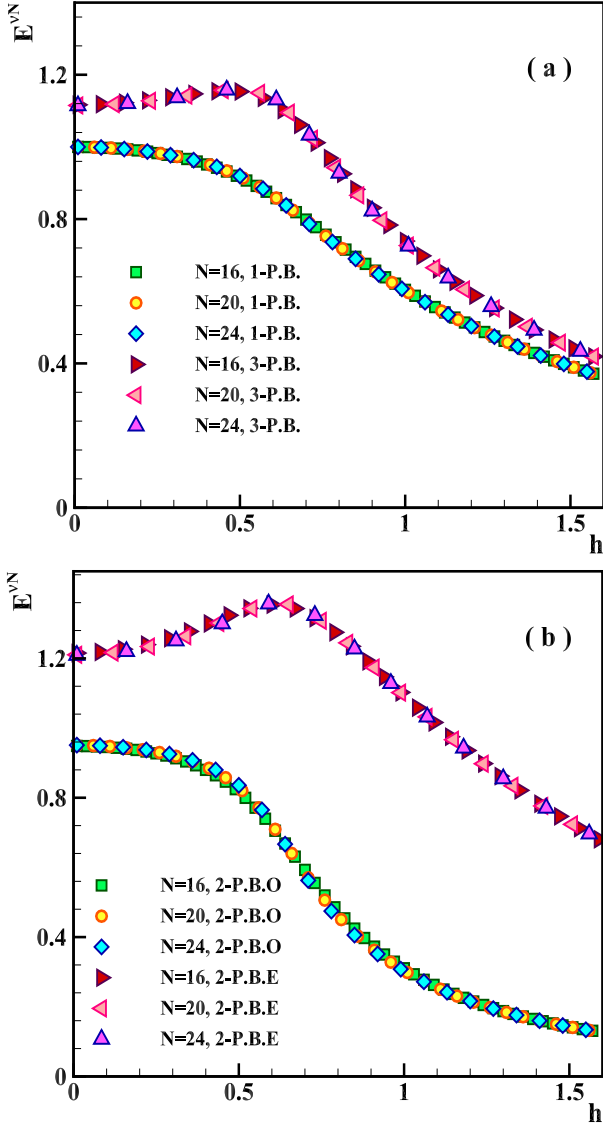 E^νN
( a )
1.2
0.8
N=16, 1-P.B.
N=20, 1-P.B.
N=24, 1-P.B.
0.4
N=16, 3-P.B.
N=20, 3-P.B.
N=24, 3-P.B.
0
0 0.5 1 1.5
h
E^νN
( b )
1.2
0.8
N=16, 2-P.B.O
N=20, 2-P.B.O
0.4
N=24, 2-P.B.O
N=16, 2-P.B.E
N=20, 2-P.B.E
N=24, 2-P.B.E
0
0 0.5 1 1.5
h